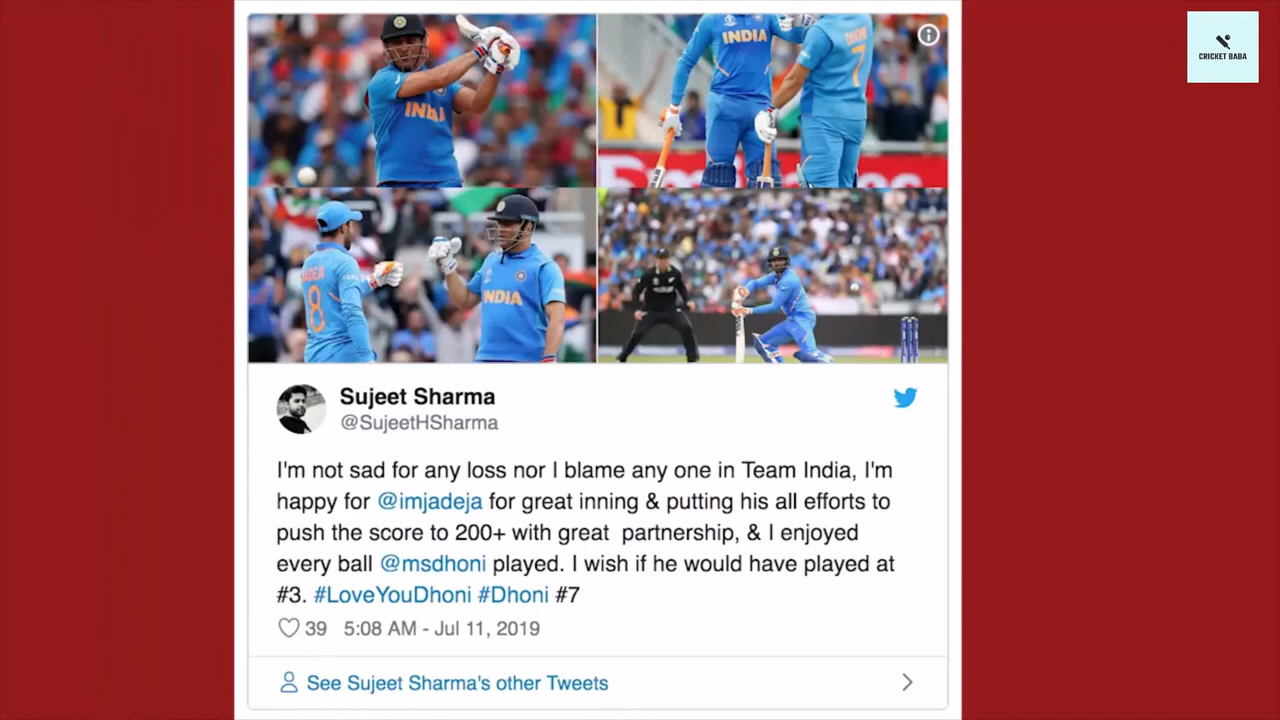 CRICKET BABA
INDIA
INDIA
DHONI
7
Emirates
JADEJA
8
INDIA
Sujeet Sharma
@SujeetHSharma
I'm not sad for any loss nor I blame any one in Team India, I'm
happy for @imjadeja for great inning & putting his all efforts to
push the score to 200+ with great partnership, & I enjoyed
every ball @msdhoni played. I wish if he would have played at
#3. #LoveYouDhoni #Dhoni #7
39 5:08 AM - Jul 11, 2019
See Sujeet Sharma's other Tweets